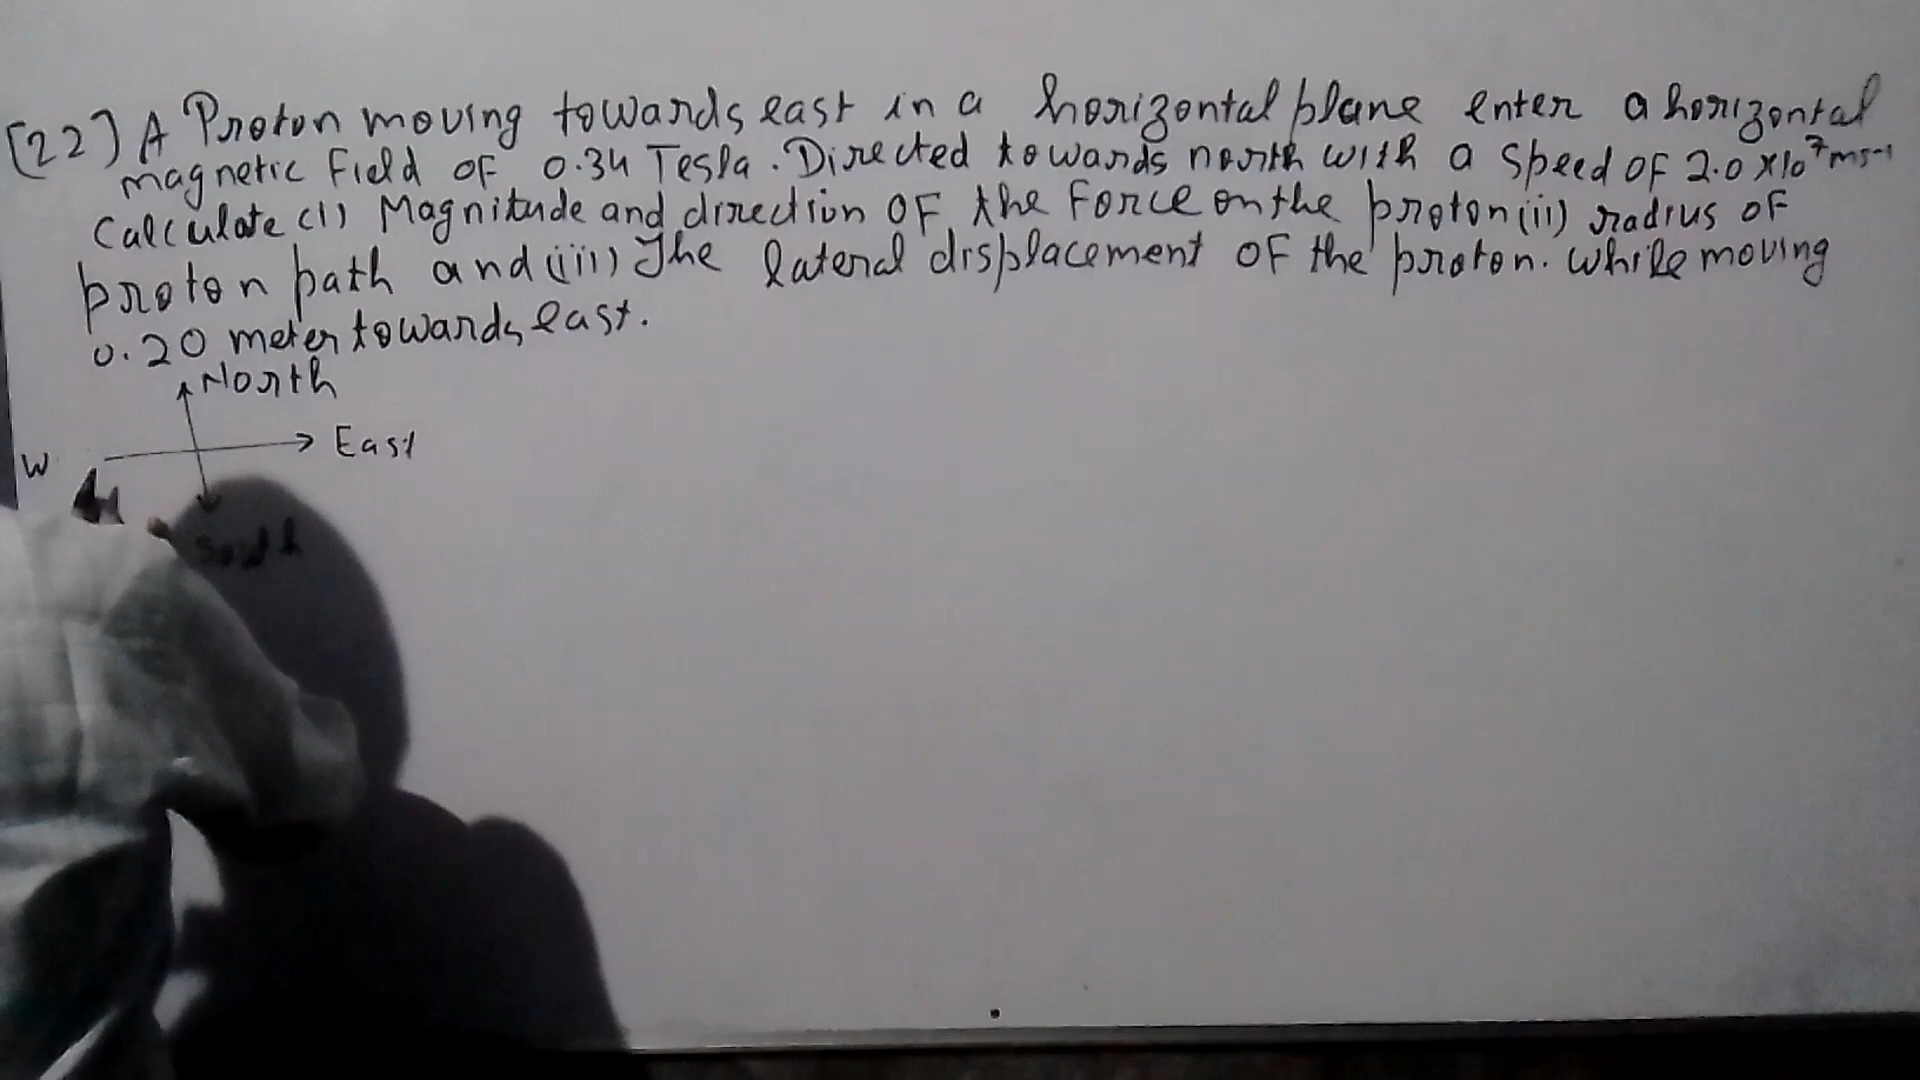 [22] A Proton moving towards east in a horizontal plane enter a horizontal
magnetic Field of 0.34 Tesla. Directed towards north with a speed of 2.0 x10⁷ ms⁻¹
Calculate (1) Magnitude and direction OF the Force on the proton (ii) radius OF
proton path and (iii) The lateral displacement OF the proton. while moving
0.20 meter towards east.
North
W East
South